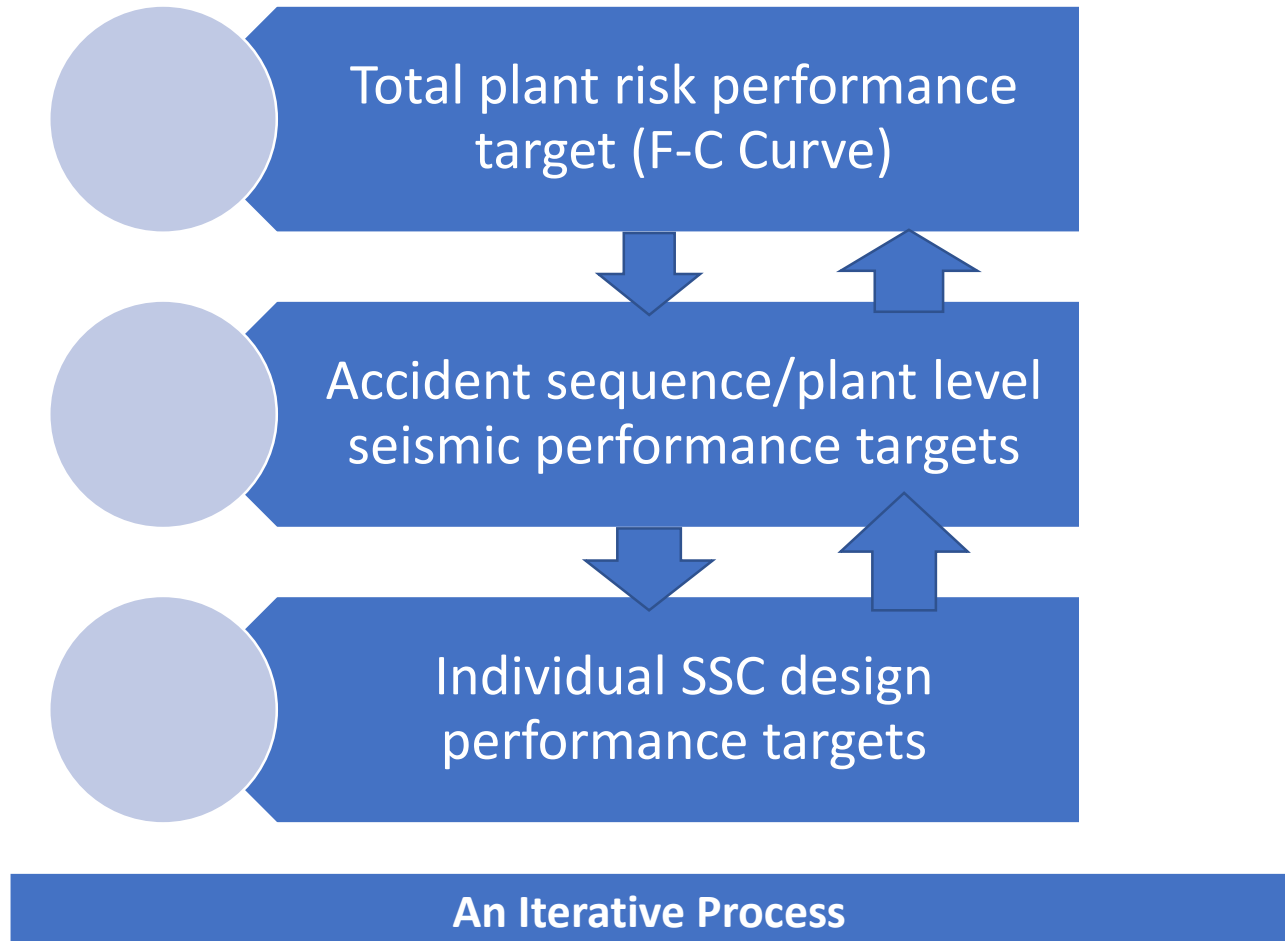 Total plant risk performance
target (F-C Curve)
Accident sequence/plant level
seismic performance targets
Individual SSC design
performance targets
An Iterative Process